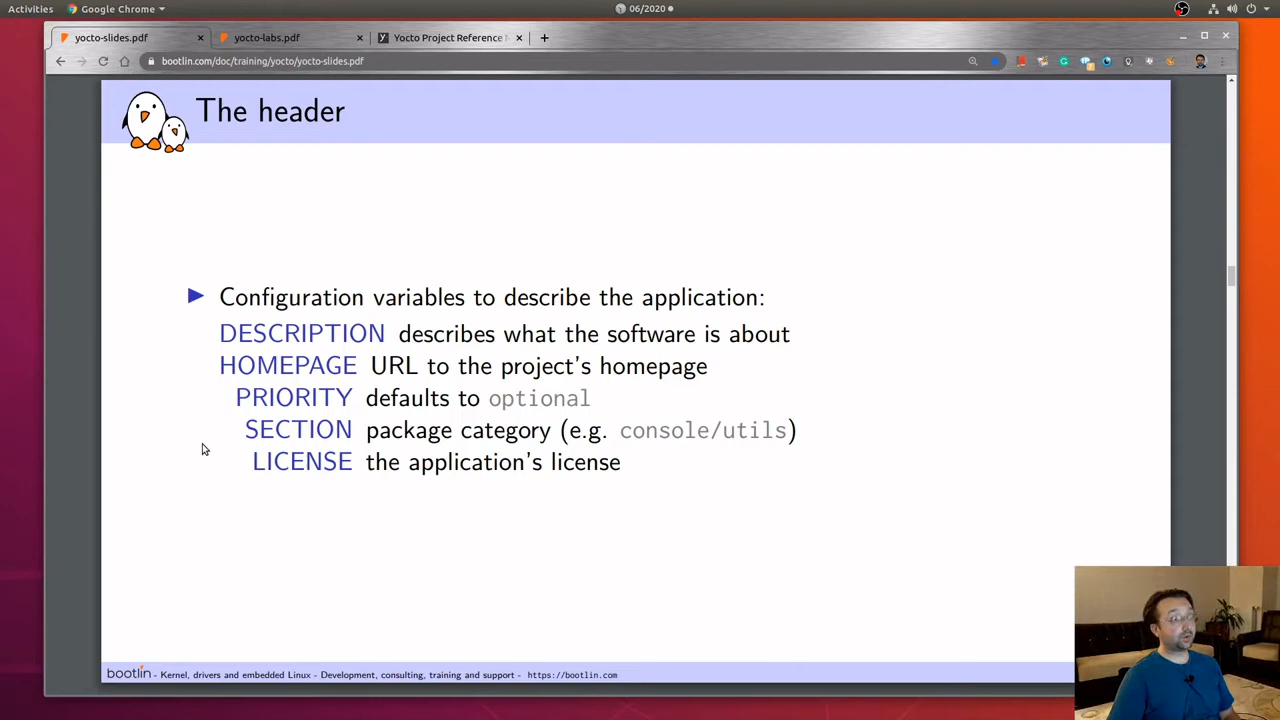 Activities Google Chrome 06/2020
yocto-slides.pdf yocto-labs.pdf Yocto Project Reference
bootlin.com/doc/training/yocto/yocto-slides.pdf
The header
Configuration variables to describe the application:
DESCRIPTION describes what the software is about
HOMEPAGE URL to the project's homepage
PRIORITY defaults to optional
SECTION package category (e.g. console/utils)
LICENSE the application's license
bootlin - Kernel, drivers and embedded Linux - Development, consulting, training and support - https://bootlin.com